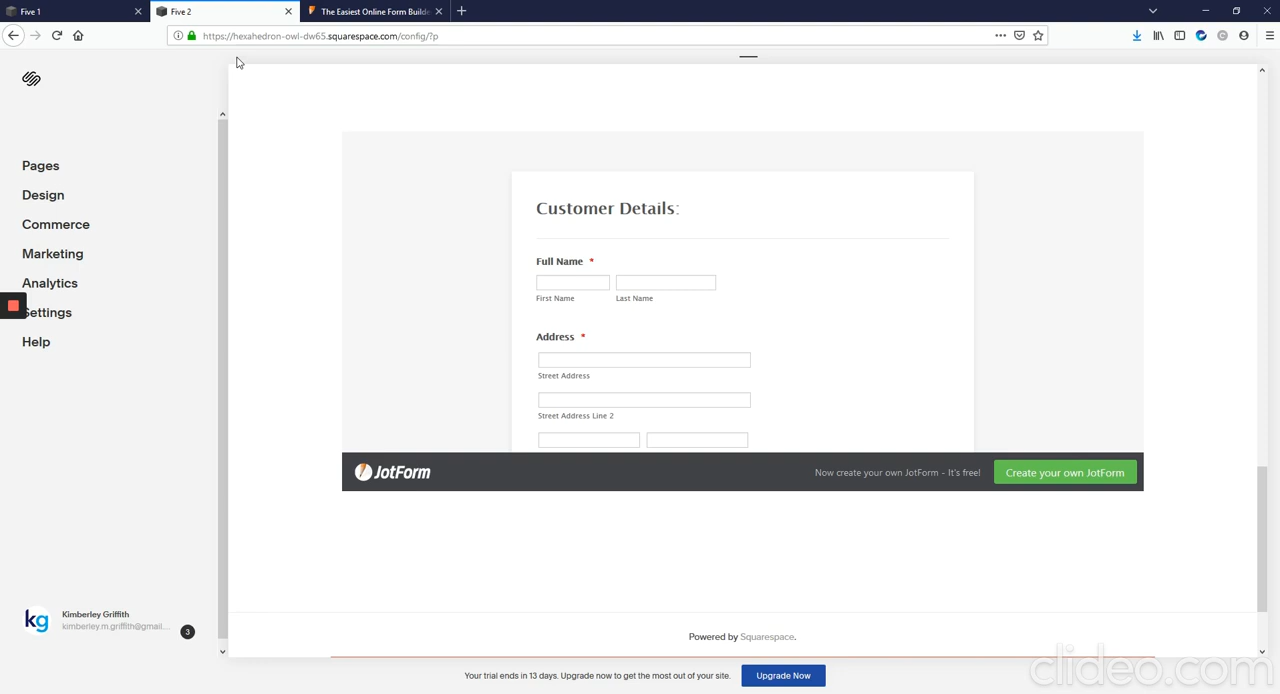 Five 1
Five 2
The Easiest Online Form Builde
https://hexahedron-owl-dw65.squarespace.com/config/?p
Pages
Design
Commerce
Marketing
Analytics
Settings
Help
Customer Details:
Full Name *
First Name
Last Name
Address *
Street Address
Street Address Line 2
JotForm
Now create your own JotForm - It's free!
Create your own JotForm
kg
Kimberley Griffith
kimberley.m.griffith@gmail...
3
Powered by Squarespace.
Your trial ends in 13 days. Upgrade now to get the most out of your site.
Upgrade Now
clideo.com